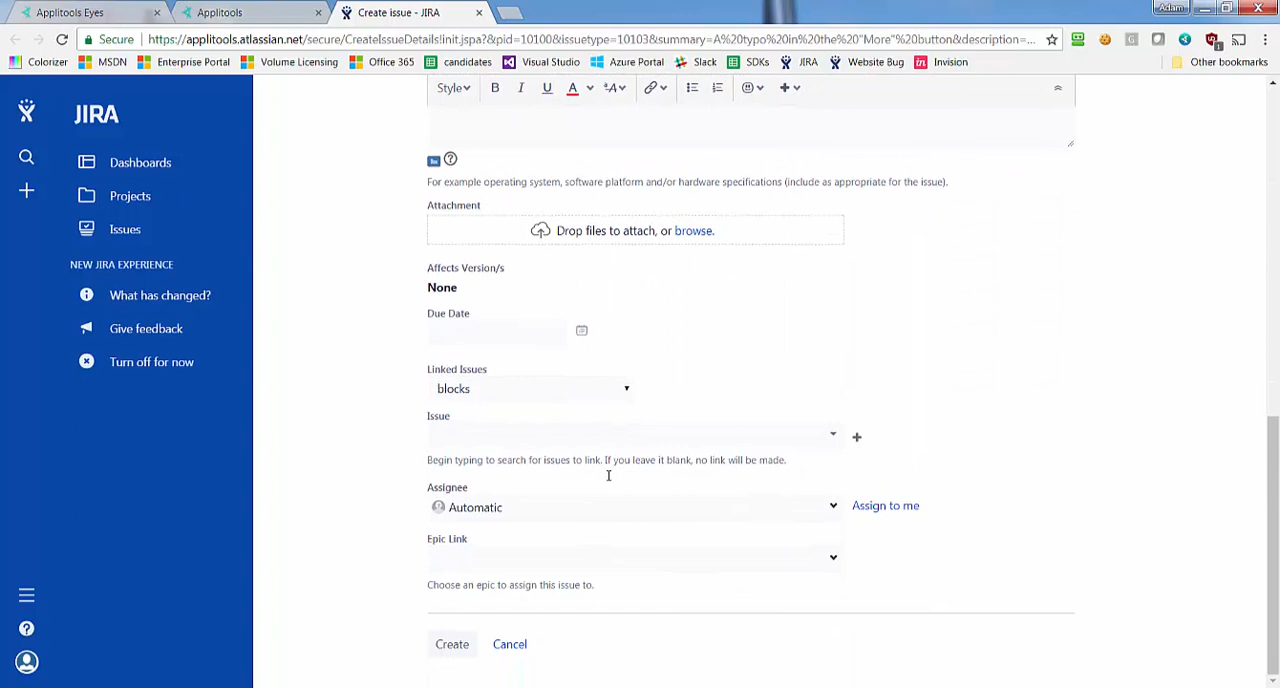 Applitools Eyes
Applitools
Create issue - JIRA
Adam
Secure
https://applitools.atlassian.net/secure/CreateIssueDetails!init.jspa?&pid=10100&issuetype=10103&summary=A%20typo%20in%20the%20"More"%20button&description=...
Colorizer
MSDN
Enterprise Portal
Volume Licensing
Office 365
candidates
Visual Studio
Azure Portal
Slack
SDKs
JIRA
Website Bug
Invision
Other bookmarks
JIRA
Dashboards
Projects
Issues
NEW JIRA EXPERIENCE
What has changed?
Give feedback
Turn off for now
Style
B
I
U
A
For example operating system, software platform and/or hardware specifications (include as appropriate for the issue).
Attachment
Drop files to attach, or browse.
Affects Version/s
None
Due Date
Linked Issues
blocks
Issue
Begin typing to search for issues to link. If you leave it blank, no link will be made.
Assignee
Automatic
Assign to me
Epic Link
Choose an epic to assign this issue to.
Create
Cancel